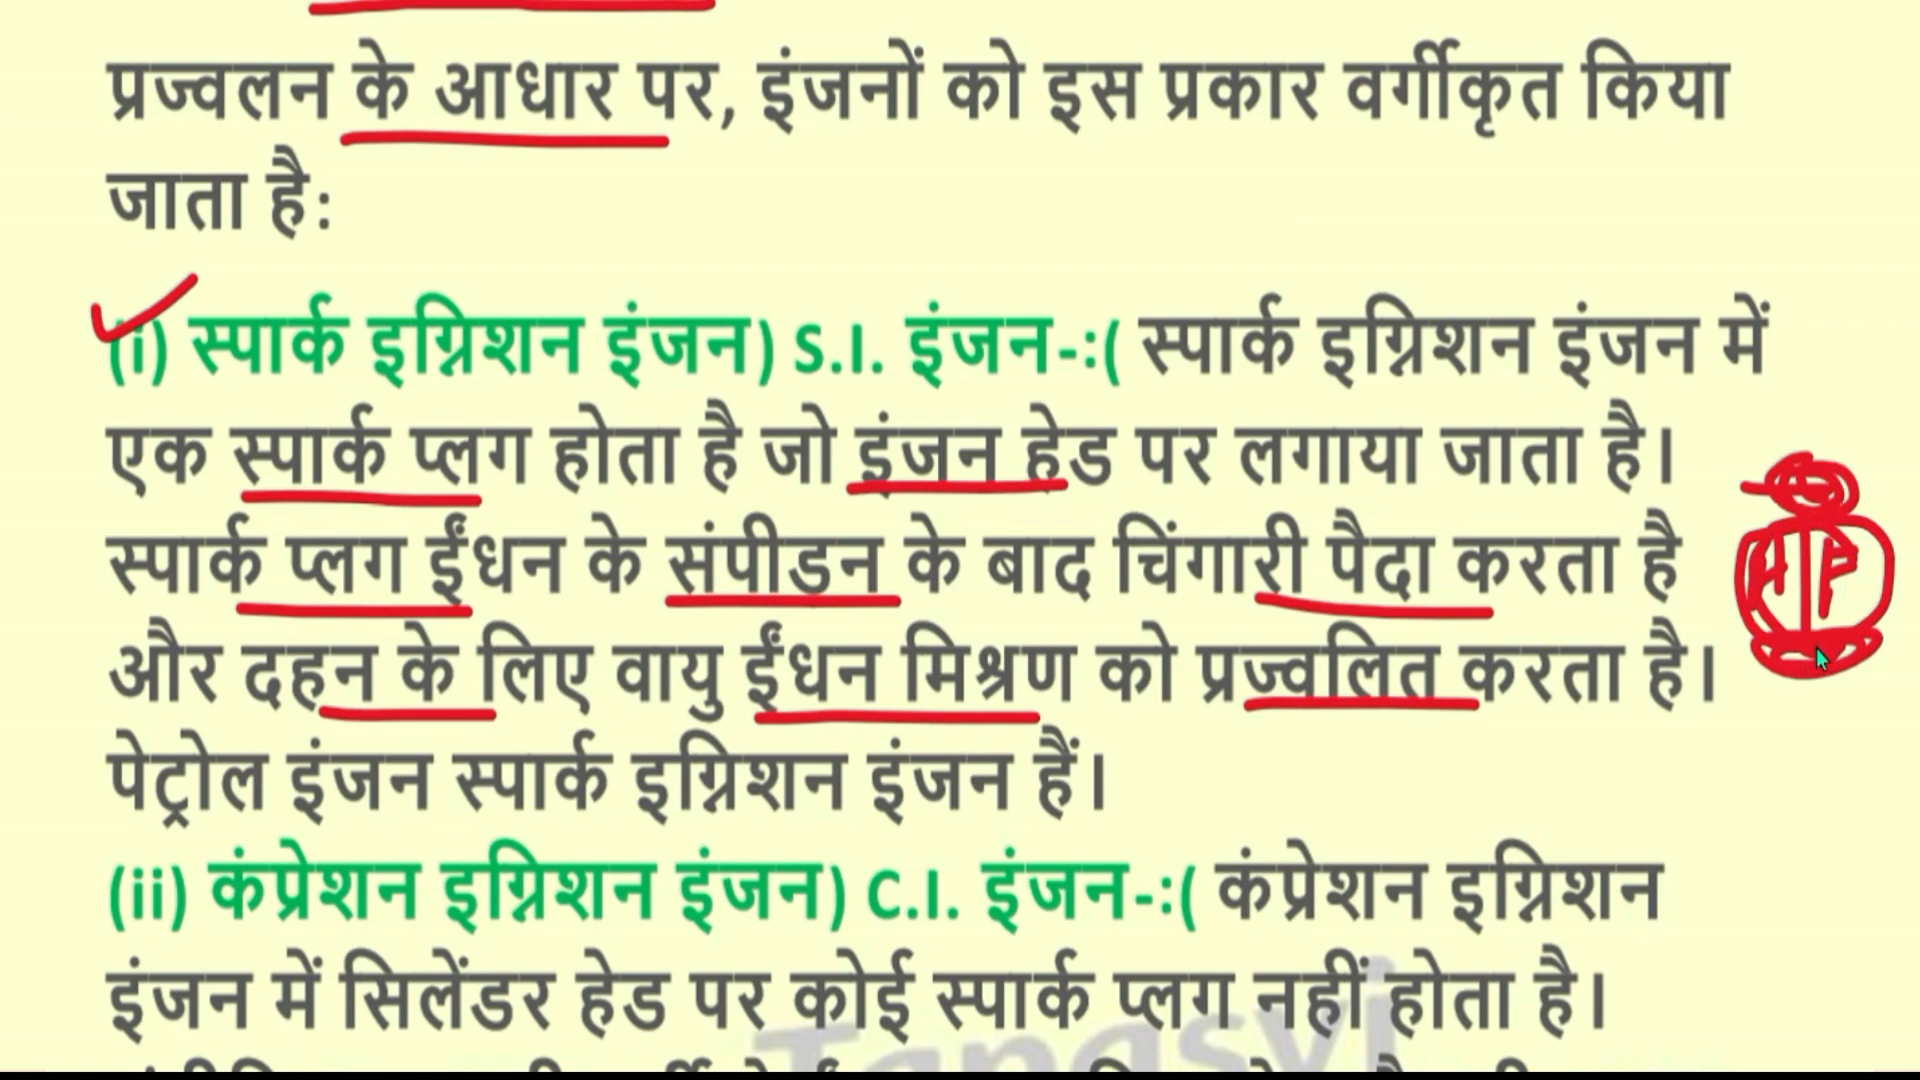 प्रज्वलन के आधार पर, इंजनों को इस प्रकार वर्गीकृत किया
जाता है:
(i) स्पार्क इग्निशन इंजन) S.I. इंजन-:( स्पार्क इग्निशन इंजन में
एक स्पार्क प्लग होता है जो इंजन हेड पर लगाया जाता है।
स्पार्क प्लग ईंधन के संपीडन के बाद चिंगारी पैदा करता है
और दहन के लिए वायु ईंधन मिश्रण को प्रज्वलित करता है।
पेट्रोल इंजन स्पार्क इग्निशन इंजन हैं।
(ii) कंप्रेशन इग्निशन इंजन) C.I. इंजन-:( कंप्रेशन इग्निशन
इंजन में सिलेंडर हेड पर कोई स्पार्क प्लग नहीं होता है।